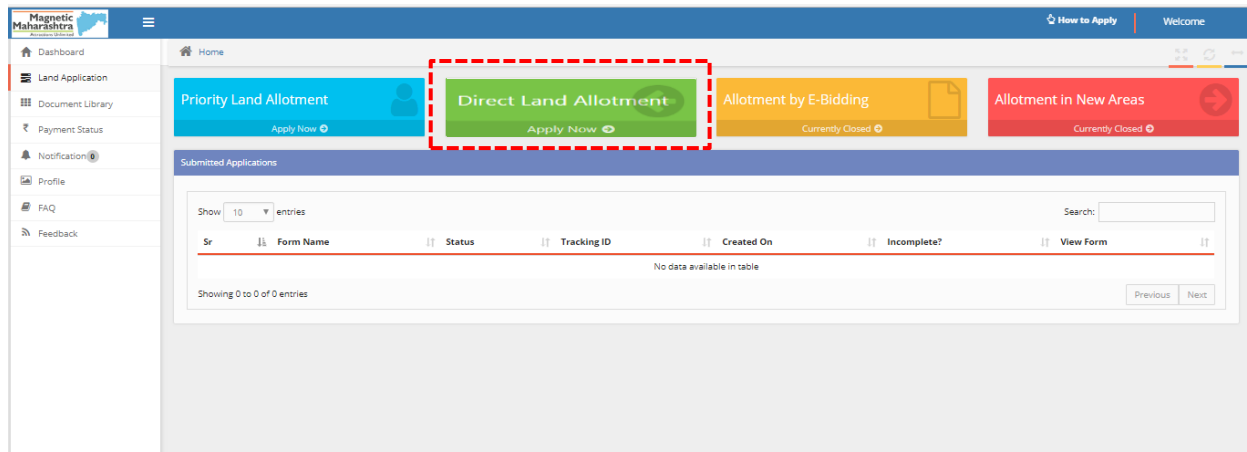 Magnetic
Maharashtra
How to Apply
Welcome
Dashboard
Land Application
Document Library
₹ Payment Status
Notification 0
Profile
FAQ
Feedback
Home
Priority Land Allotment
Apply Now
Direct Land Allotment
Apply Now
Allotment by E-Bidding
Currently Closed
Allotment in New Areas
Currently Closed
Submitted Applications
Show 10 entries
Search:
Sr Form Name Status Tracking ID Created On Incomplete? View Form
No data available in table
Showing 0 to 0 of 0 entries
Previous Next